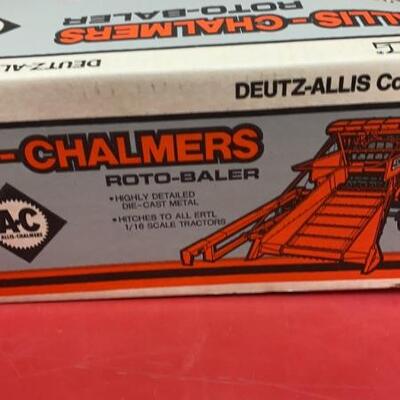 ALLIS-CHALMERS
ROTO-BALER
DEUTZ-AL
DEUTZ-ALLIS Co
-CHALMERS
ROTO-BALER
•HIGHLY DETAILED
DIE-CAST METAL
•HITCHES TO ALL ERTL
1/16 SCALE TRACTORS
A-C
ALLIS-CHALMERS